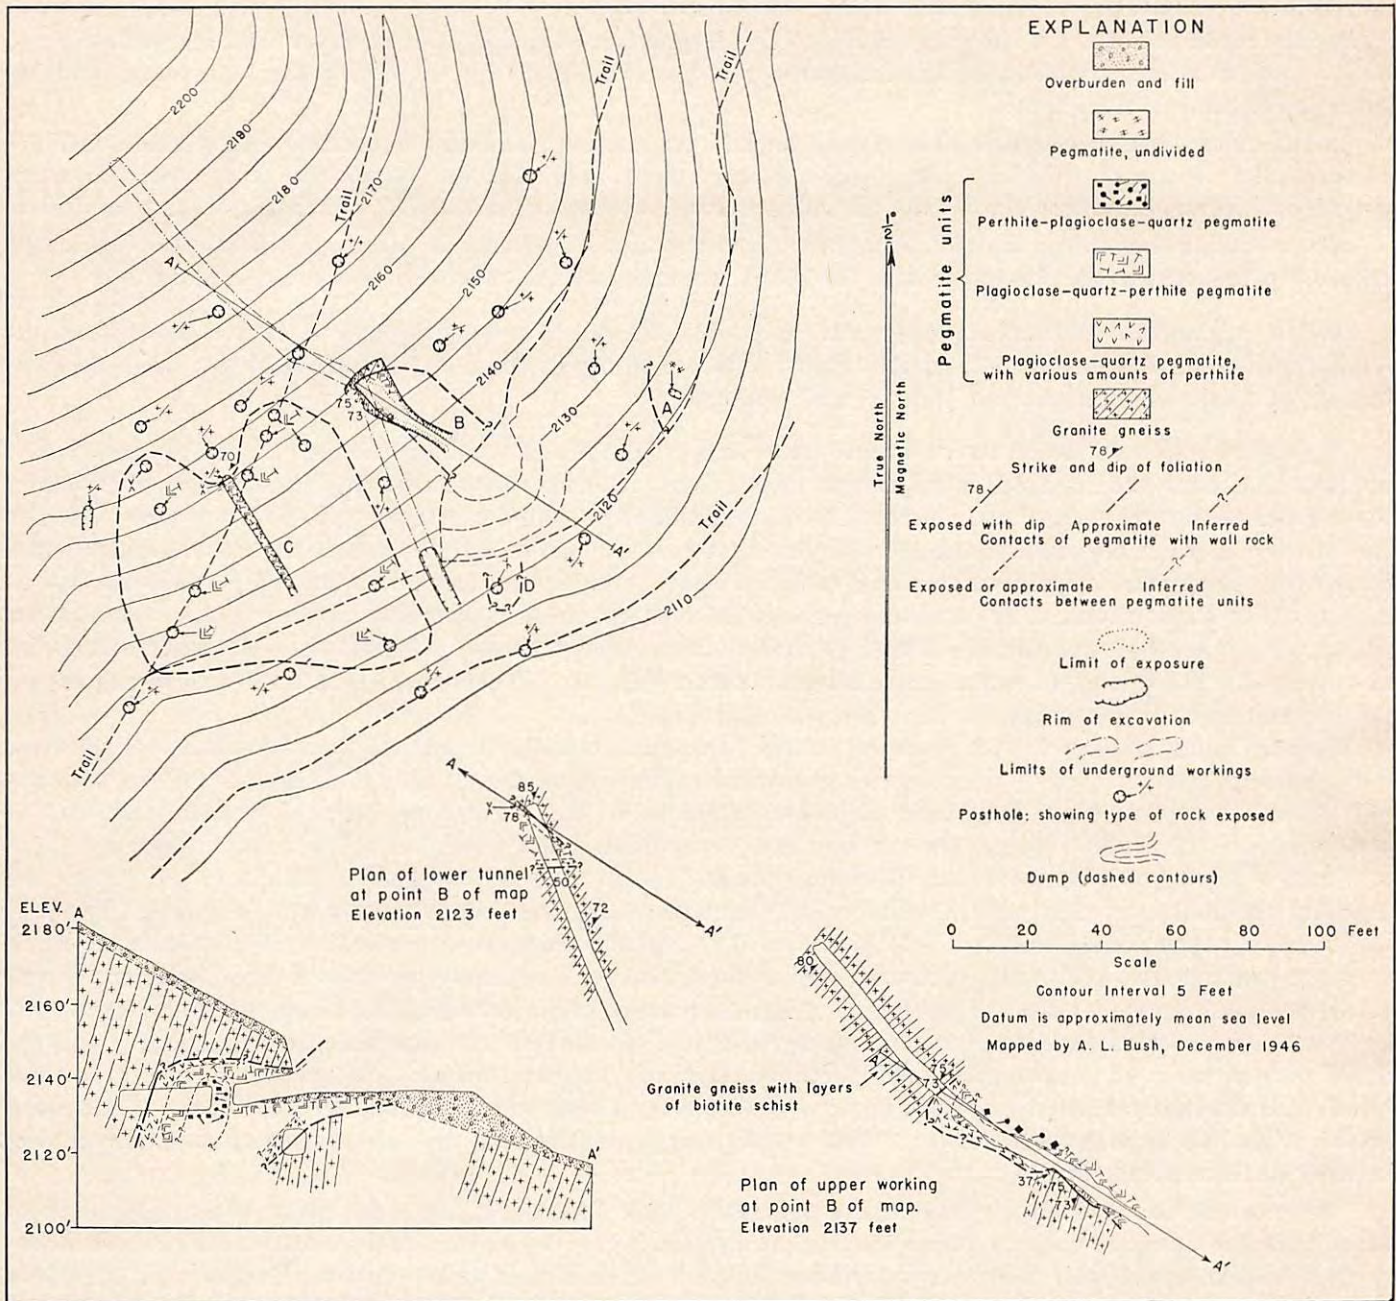 EXPLANATION
Overburden and fill
Pegmatite, undivided
Pegmatite units
Perthite-plagioclase-quartz pegmatite
Plagioclase-quartz-perthite pegmatite
Plagioclase-quartz pegmatite,
with various amounts of perthite
Granite gneiss
78
Strike and dip of foliation
78
?
Exposed with dip Approximate Inferred
Contacts of pegmatite with wall rock
?
Exposed or approximate Inferred
Contacts between pegmatite units
Limit of exposure
Rim of excavation
Limits of underground workings
Posthole: showing type of rock exposed
Dump (dashed contours)
True North
Magnetic North
1/2°
2200
2190
2180
2170
2160
2150
2140
2130
2120
2110
Trail
Trail
Trail
Trail
Trail
A
A'
75
73
70
A
B
C
D
Plan of lower tunnel
at point B of map
Elevation 2123 feet
A
A'
85
78
50
72
ELEV.
A
A'
2180'
2160'
2140'
2120'
2100'
Granite gneiss with layers
of biotite schist
80
A
75
73
37
75
73
A'
Plan of upper working
at point B of map.
Elevation 2137 feet
0 20 40 60 80 100 Feet
Scale
Contour Interval 5 Feet
Datum is approximately mean sea level
Mapped by A. L. Bush, December 1946